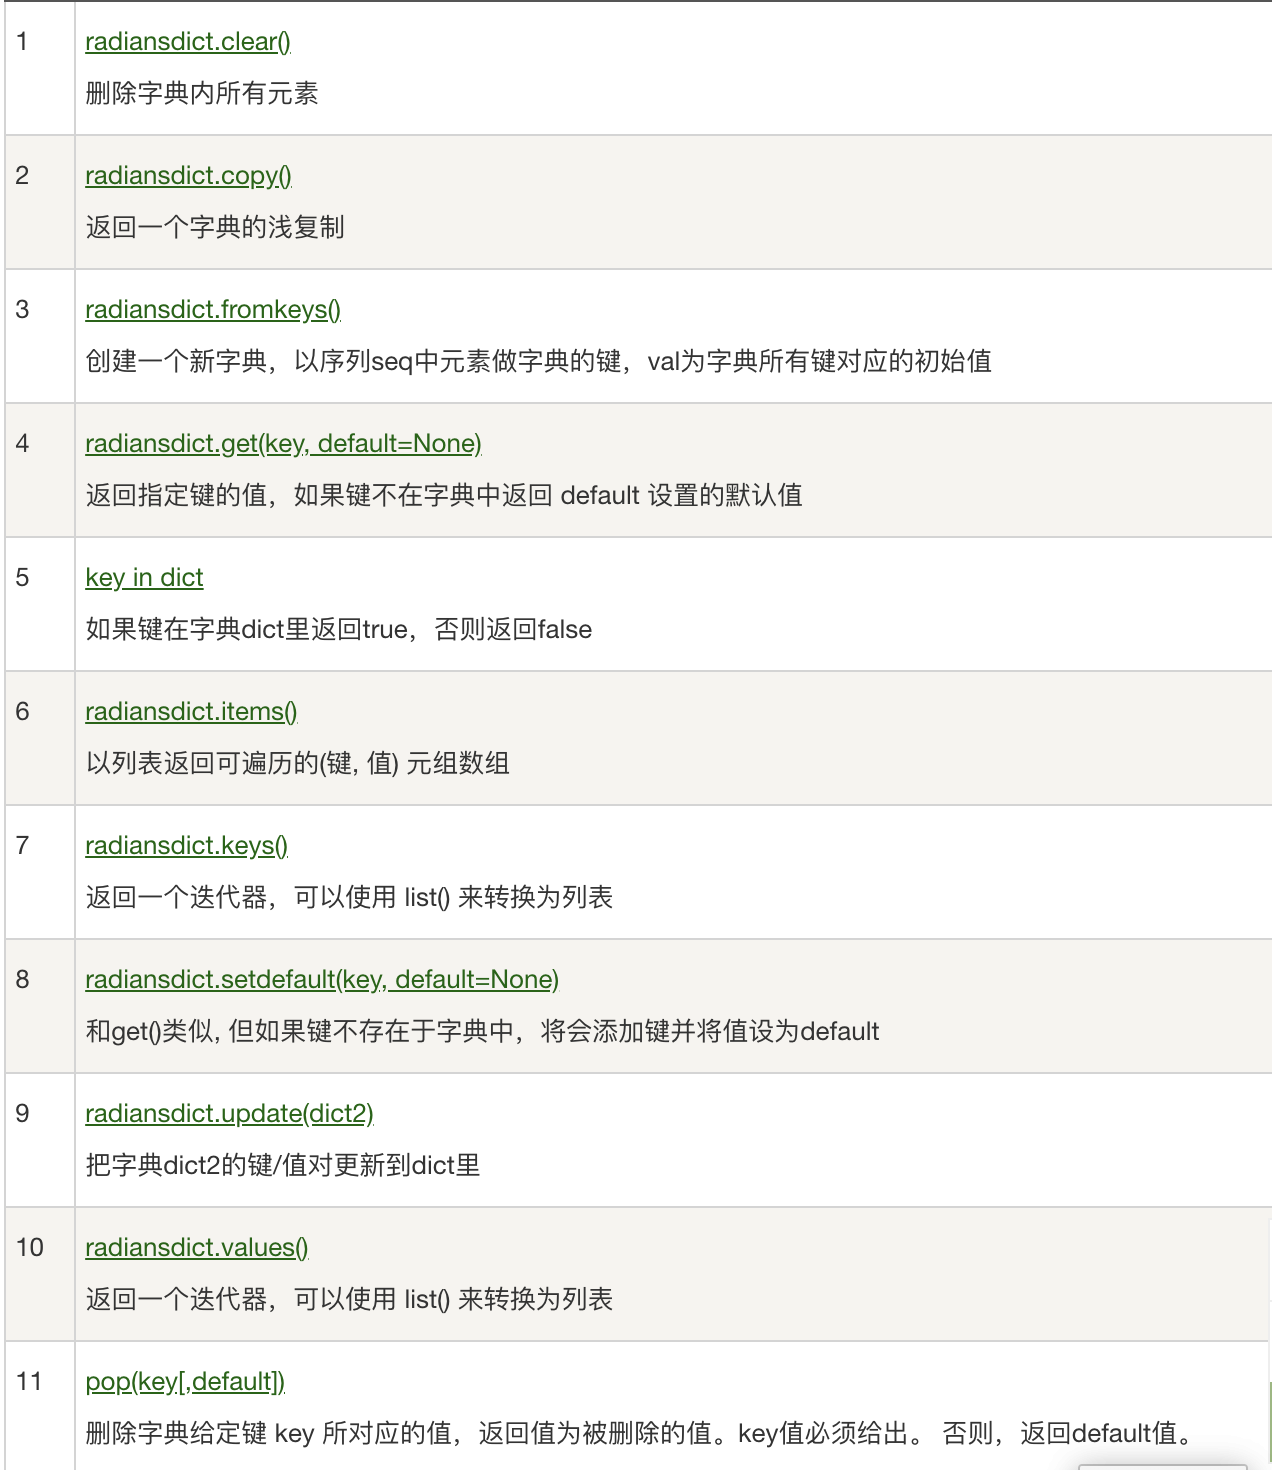 1 radiansdict.clear()
删除字典内所有元素
2 radiansdict.copy()
返回一个字典的浅复制
3 radiansdict.fromkeys()
创建一个新字典，以序列seq中元素做字典的键，val为字典所有键对应的初始值
4 radiansdict.get(key, default=None)
返回指定键的值，如果键不在字典中返回 default 设置的默认值
5 key in dict
如果键在字典dict里返回true，否则返回false
6 radiansdict.items()
以列表返回可遍历的(键, 值) 元组数组
7 radiansdict.keys()
返回一个迭代器，可以使用 list() 来转换为列表
8 radiansdict.setdefault(key, default=None)
和get()类似, 但如果键不存在于字典中，将会添加键并将值设为default
9 radiansdict.update(dict2)
把字典dict2的键/值对更新到dict里
10 radiansdict.values()
返回一个迭代器，可以使用 list() 来转换为列表
11 pop(key[,default])
删除字典给定键 key 所对应的值，返回值为被删除的值。key值必须给出。 否则，返回default值。